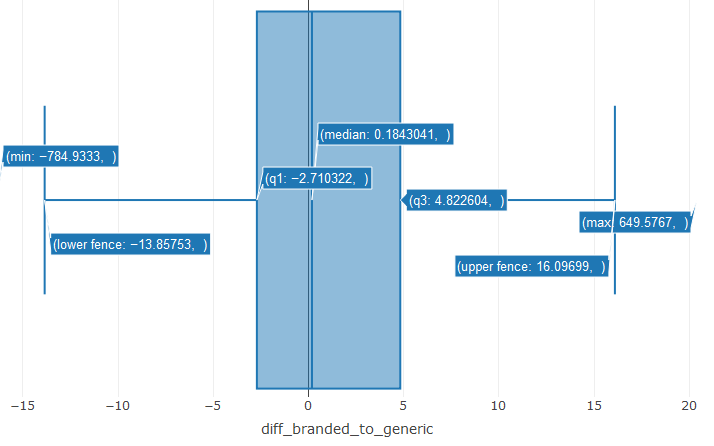 (median: 0.1843041,  )
(min: −784.9333,  )
(q1: −2.710322,  )
(q3: 4.822604,  )
(max: 649.5767,  )
(lower fence: −13.85753,  )
(upper fence: 16.09699,  )
−15 −10 −5 0 5 10 15 20
diff_branded_to_generic